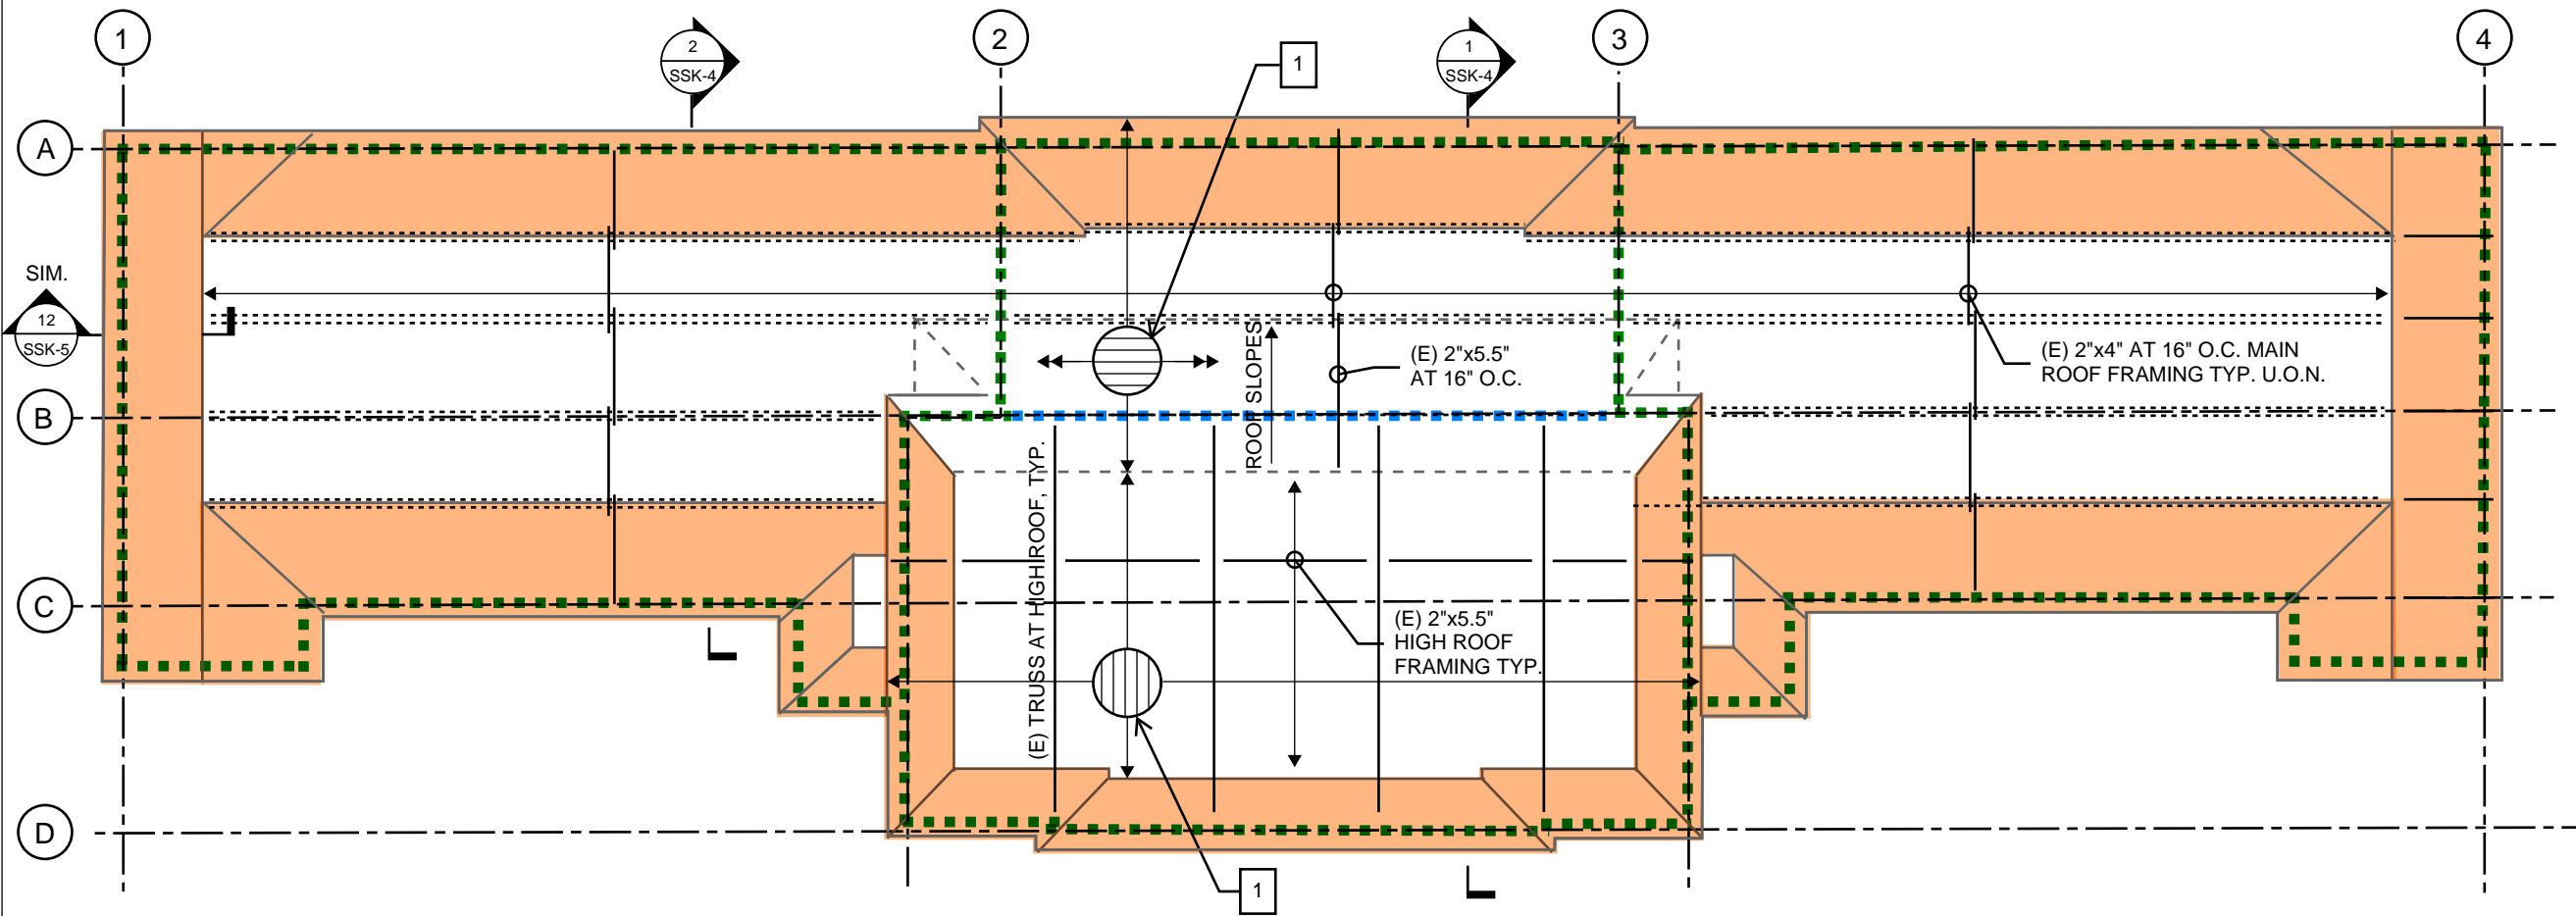 1
2
SSK-4
2
1
1
SSK-4
3
4
A
SIM.
12
SSK-5
ROOF SLOPES
(E) 2"x5.5"
AT 16" O.C.
(E) 2"x4" AT 16" O.C. MAIN
ROOF FRAMING TYP. U.O.N.
B
(E) TRUSS AT HIGH ROOF, TYP.
C
(E) 2"x5.5"
HIGH ROOF
FRAMING TYP.
D
1